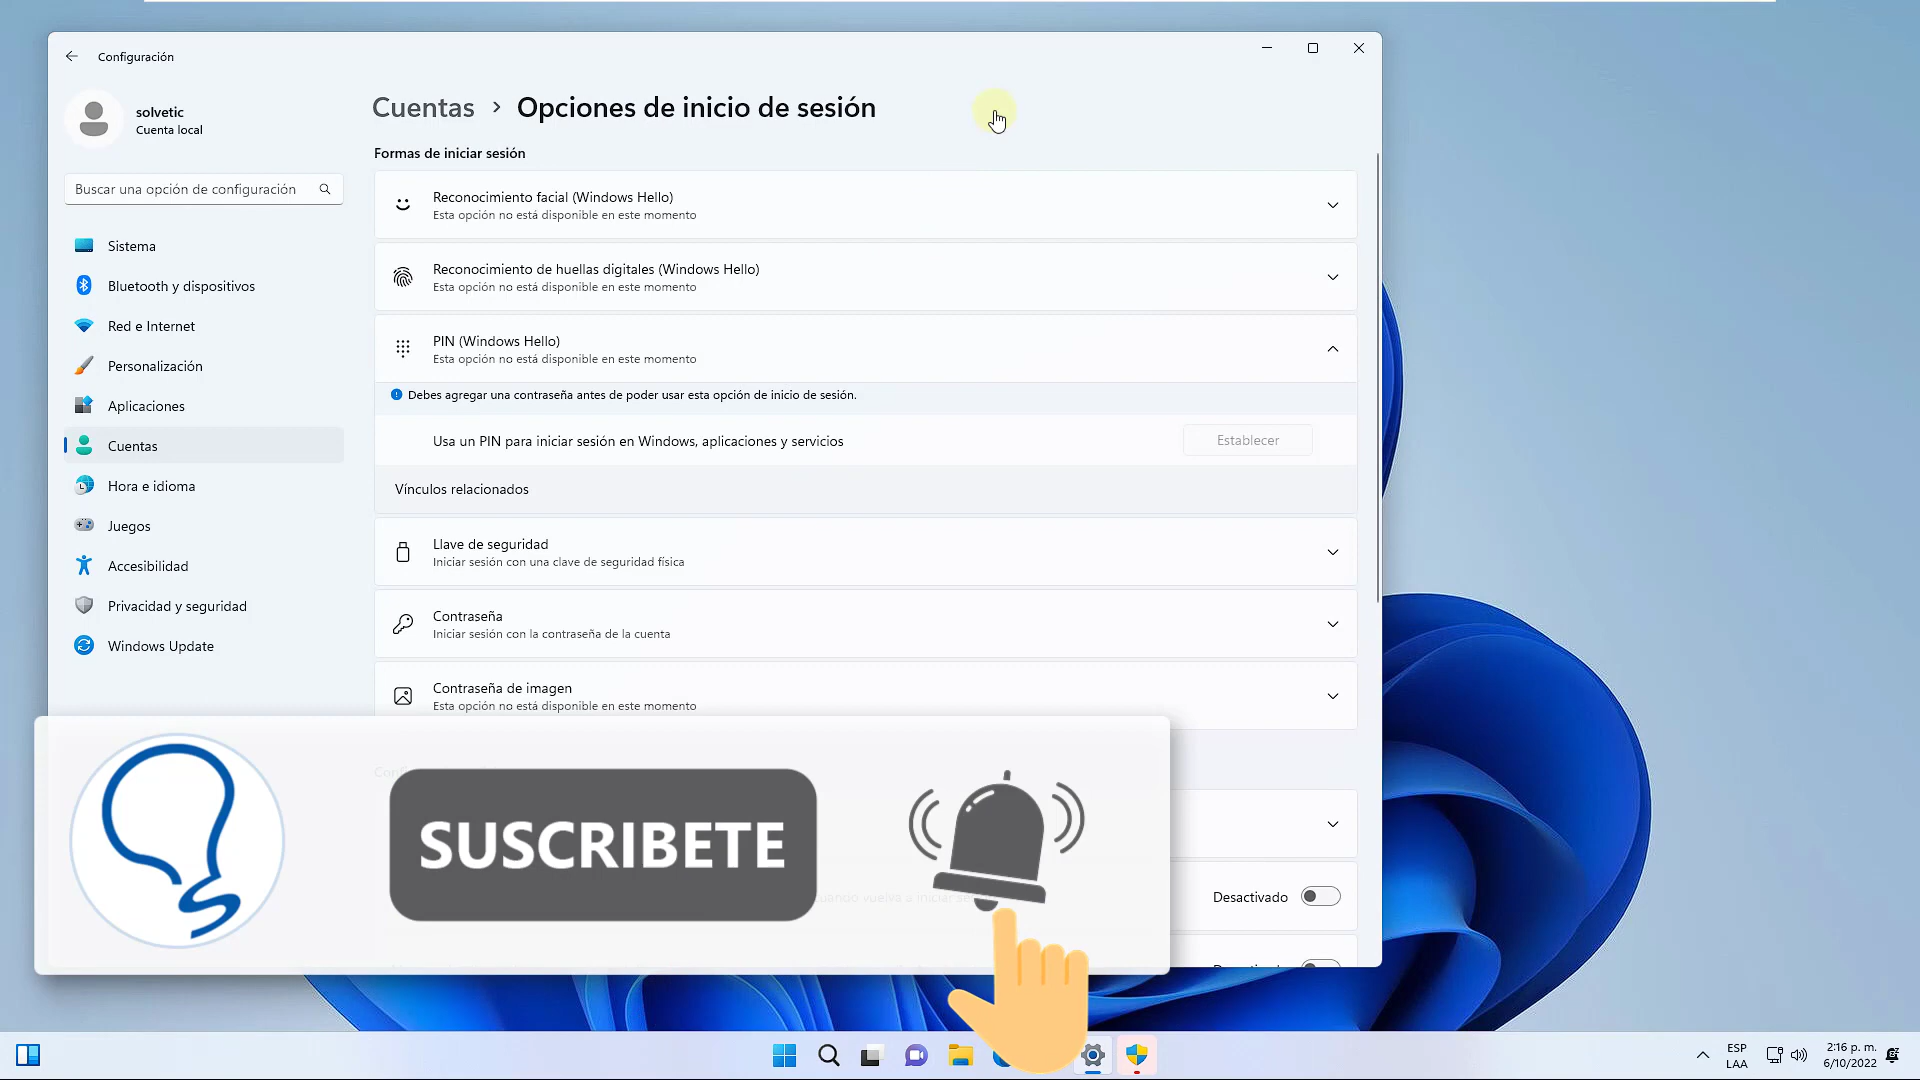 Configuración
solvetic
Cuenta local
Buscar una opción de configuración
Sistema
Bluetooth y dispositivos
Red e Internet
Personalización
Aplicaciones
Cuentas
Hora e idioma
Juegos
Accesibilidad
Privacidad y seguridad
Windows Update
Cuentas > Opciones de inicio de sesión
Formas de iniciar sesión
Reconocimiento facial (Windows Hello)
Esta opción no está disponible en este momento
Reconocimiento de huellas digitales (Windows Hello)
Esta opción no está disponible en este momento
PIN (Windows Hello)
Esta opción no está disponible en este momento
Debes agregar una contraseña antes de poder usar esta opción de inicio de sesión.
Usa un PIN para iniciar sesión en Windows, aplicaciones y servicios
Establecer
Vínculos relacionados
Llave de seguridad
Iniciar sesión con una clave de seguridad física
Contraseña
Iniciar sesión con la contraseña de la cuenta
Contraseña de imagen
Esta opción no está disponible en este momento
SUSCRIBETE
cuando vuelva a iniciar
Desactivado
ESP
LAA
2:16 p. m.
6/10/2022